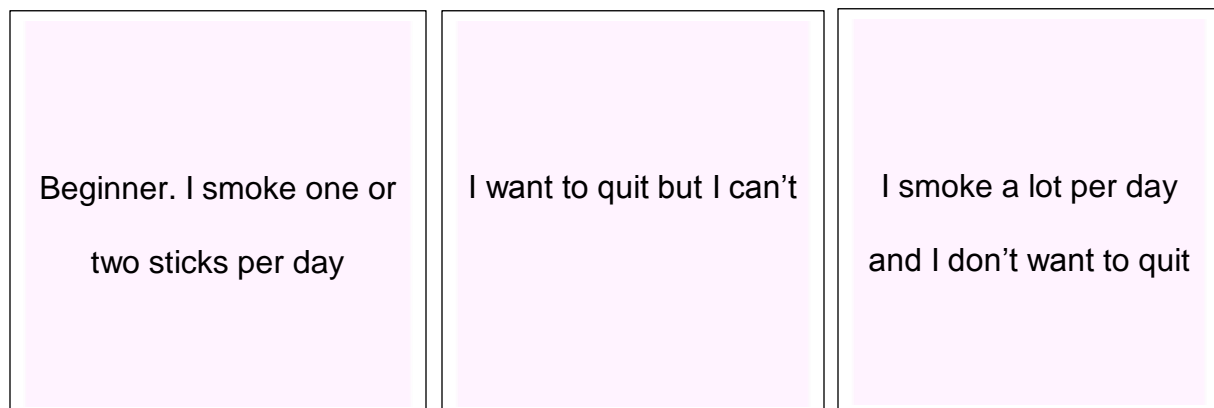 Beginner. I smoke one or
two sticks per day
I want to quit but I can’t
I smoke a lot per day
and I don’t want to quit